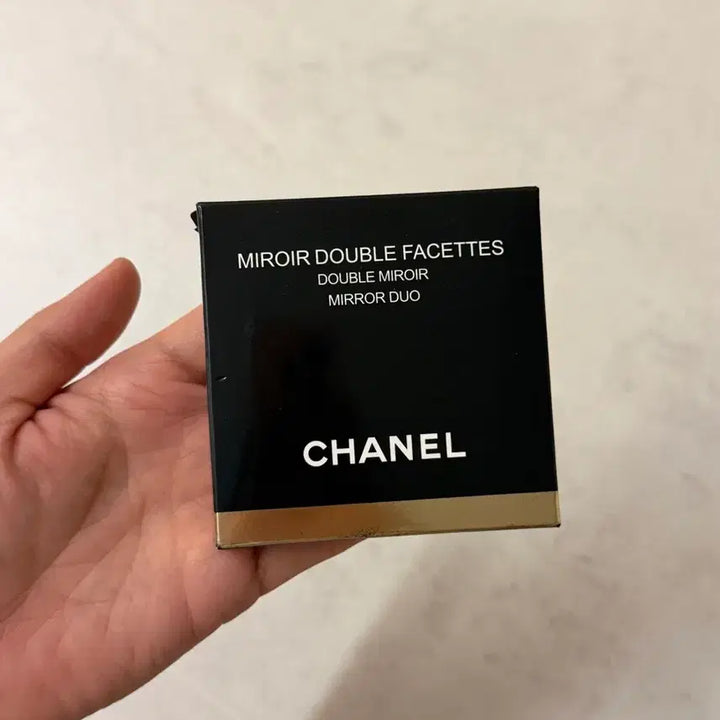 MIROIR DOUBLE FACETTES
DOUBLE MIROIR
MIRROR DUO
CHANEL